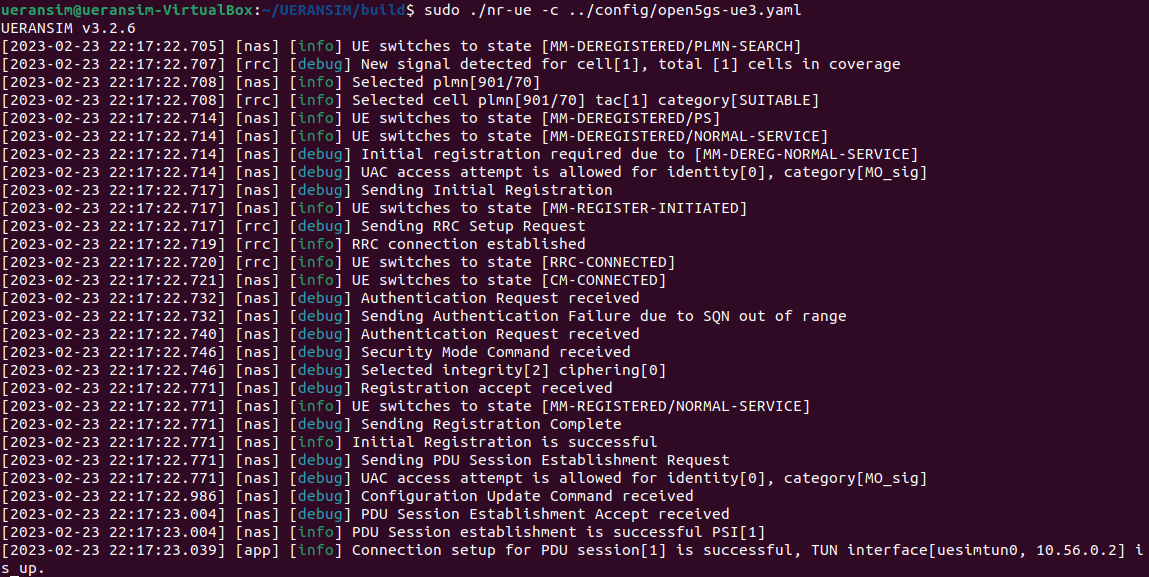 ueransim@ueransim-VirtualBox:~/UERANSIM/build$ sudo ./nr-ue -c ../config/open5gs-ue3.yaml
UERANSIM v3.2.6
[2023-02-23 22:17:22.705] [nas] [info] UE switches to state [MM-DEREGISTERED/PLMN-SEARCH]
[2023-02-23 22:17:22.707] [rrc] [debug] New signal detected for cell[1], total [1] cells in coverage
[2023-02-23 22:17:22.708] [nas] [info] Selected plmn[901/70]
[2023-02-23 22:17:22.708] [rrc] [info] Selected cell plmn[901/70] tac[1] category[SUITABLE]
[2023-02-23 22:17:22.714] [nas] [info] UE switches to state [MM-DEREGISTERED/PS]
[2023-02-23 22:17:22.714] [nas] [info] UE switches to state [MM-DEREGISTERED/NORMAL-SERVICE]
[2023-02-23 22:17:22.714] [nas] [debug] Initial registration required due to [MM-DEREG-NORMAL-SERVICE]
[2023-02-23 22:17:22.714] [nas] [debug] UAC access attempt is allowed for identity[0], category[MO_sig]
[2023-02-23 22:17:22.717] [nas] [debug] Sending Initial Registration
[2023-02-23 22:17:22.717] [nas] [info] UE switches to state [MM-REGISTER-INITIATED]
[2023-02-23 22:17:22.717] [rrc] [debug] Sending RRC Setup Request
[2023-02-23 22:17:22.719] [rrc] [info] RRC connection established
[2023-02-23 22:17:22.720] [rrc] [info] UE switches to state [RRC-CONNECTED]
[2023-02-23 22:17:22.721] [nas] [info] UE switches to state [CM-CONNECTED]
[2023-02-23 22:17:22.732] [nas] [debug] Authentication Request received
[2023-02-23 22:17:22.732] [nas] [debug] Sending Authentication Failure due to SQN out of range
[2023-02-23 22:17:22.740] [nas] [debug] Authentication Request received
[2023-02-23 22:17:22.746] [nas] [debug] Security Mode Command received
[2023-02-23 22:17:22.746] [nas] [debug] Selected integrity[2] ciphering[0]
[2023-02-23 22:17:22.771] [nas] [debug] Registration accept received
[2023-02-23 22:17:22.771] [nas] [info] UE switches to state [MM-REGISTERED/NORMAL-SERVICE]
[2023-02-23 22:17:22.771] [nas] [debug] Sending Registration Complete
[2023-02-23 22:17:22.771] [nas] [info] Initial Registration is successful
[2023-02-23 22:17:22.771] [nas] [debug] Sending PDU Session Establishment Request
[2023-02-23 22:17:22.771] [nas] [debug] UAC access attempt is allowed for identity[0], category[MO_sig]
[2023-02-23 22:17:22.986] [nas] [debug] Configuration Update Command received
[2023-02-23 22:17:23.004] [nas] [debug] PDU Session Establishment Accept received
[2023-02-23 22:17:23.004] [nas] [info] PDU Session establishment is successful PSI[1]
[2023-02-23 22:17:23.039] [app] [info] Connection setup for PDU session[1] is successful, TUN interface[uesimtun0, 10.56.0.2] i
s up.